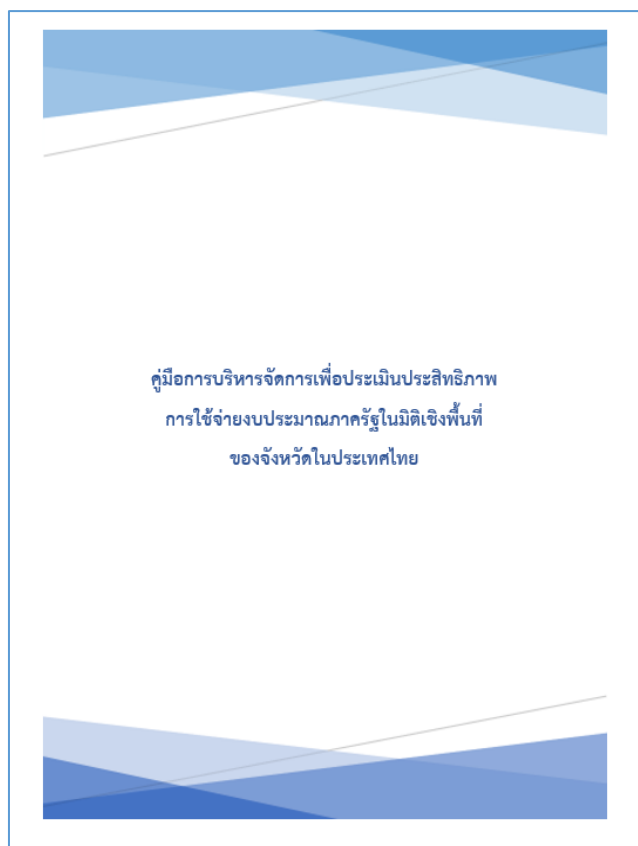 คู่มือการบริหารจัดการเพื่อประเมินประสิทธิภาพ
การใช้จ่ายงบประมาณภาครัฐในมิติเชิงพื้นที่
ของจังหวัดในประเทศไทย